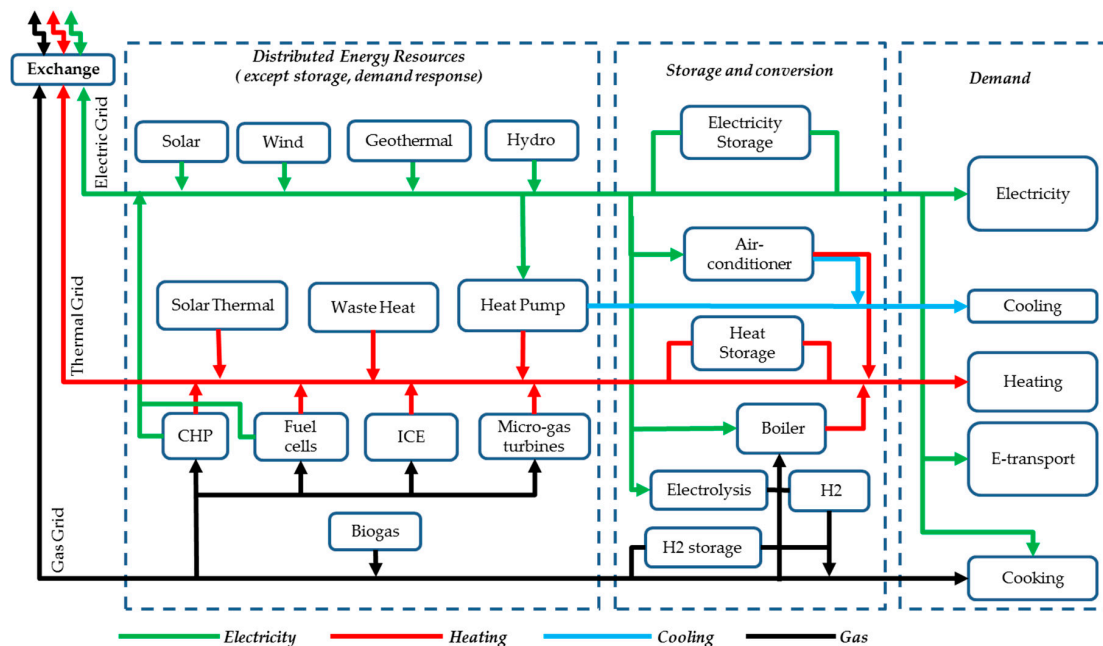 Exchange
Distributed Energy Resources
( except storage, demand response)
Storage and conversion
Demand
Electric Grid
Thermal Grid
Gas Grid
Solar
Wind
Geothermal
Hydro
Electricity
Storage
Electricity
Air-
conditioner
Solar Thermal
Waste Heat
Heat Pump
Cooling
Heat
Storage
Heating
CHP
Fuel
cells
ICE
Micro-gas
turbines
Boiler
E-transport
Electrolysis
H2
Biogas
H2 storage
Cooking
Electricity
Heating
Cooling
Gas